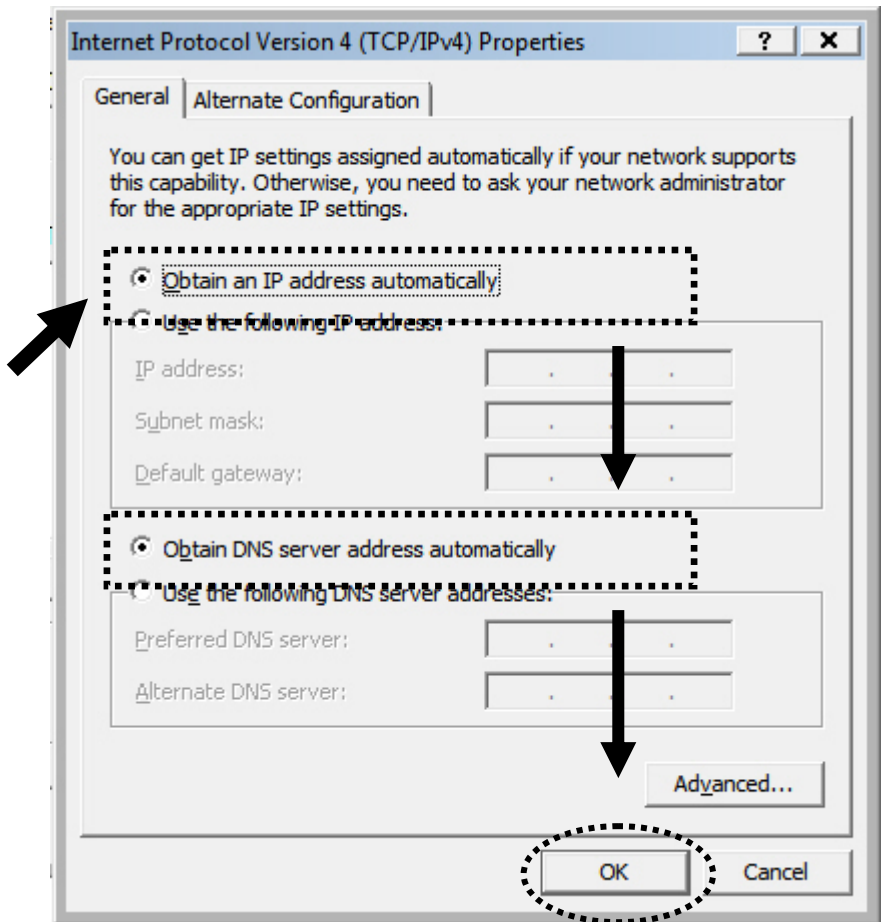 Internet Protocol Version 4 (TCP/IPv4) Properties ? X
General Alternate Configuration
You can get IP settings assigned automatically if your network supports
this capability. Otherwise, you need to ask your network administrator
for the appropriate IP settings.
Obtain an IP address automatically
Use the following IP address:
IP address:
Subnet mask:
Default gateway:
Obtain DNS server address automatically
Use the following DNS server addresses:
Preferred DNS server:
Alternate DNS server:
Advanced...
OK Cancel